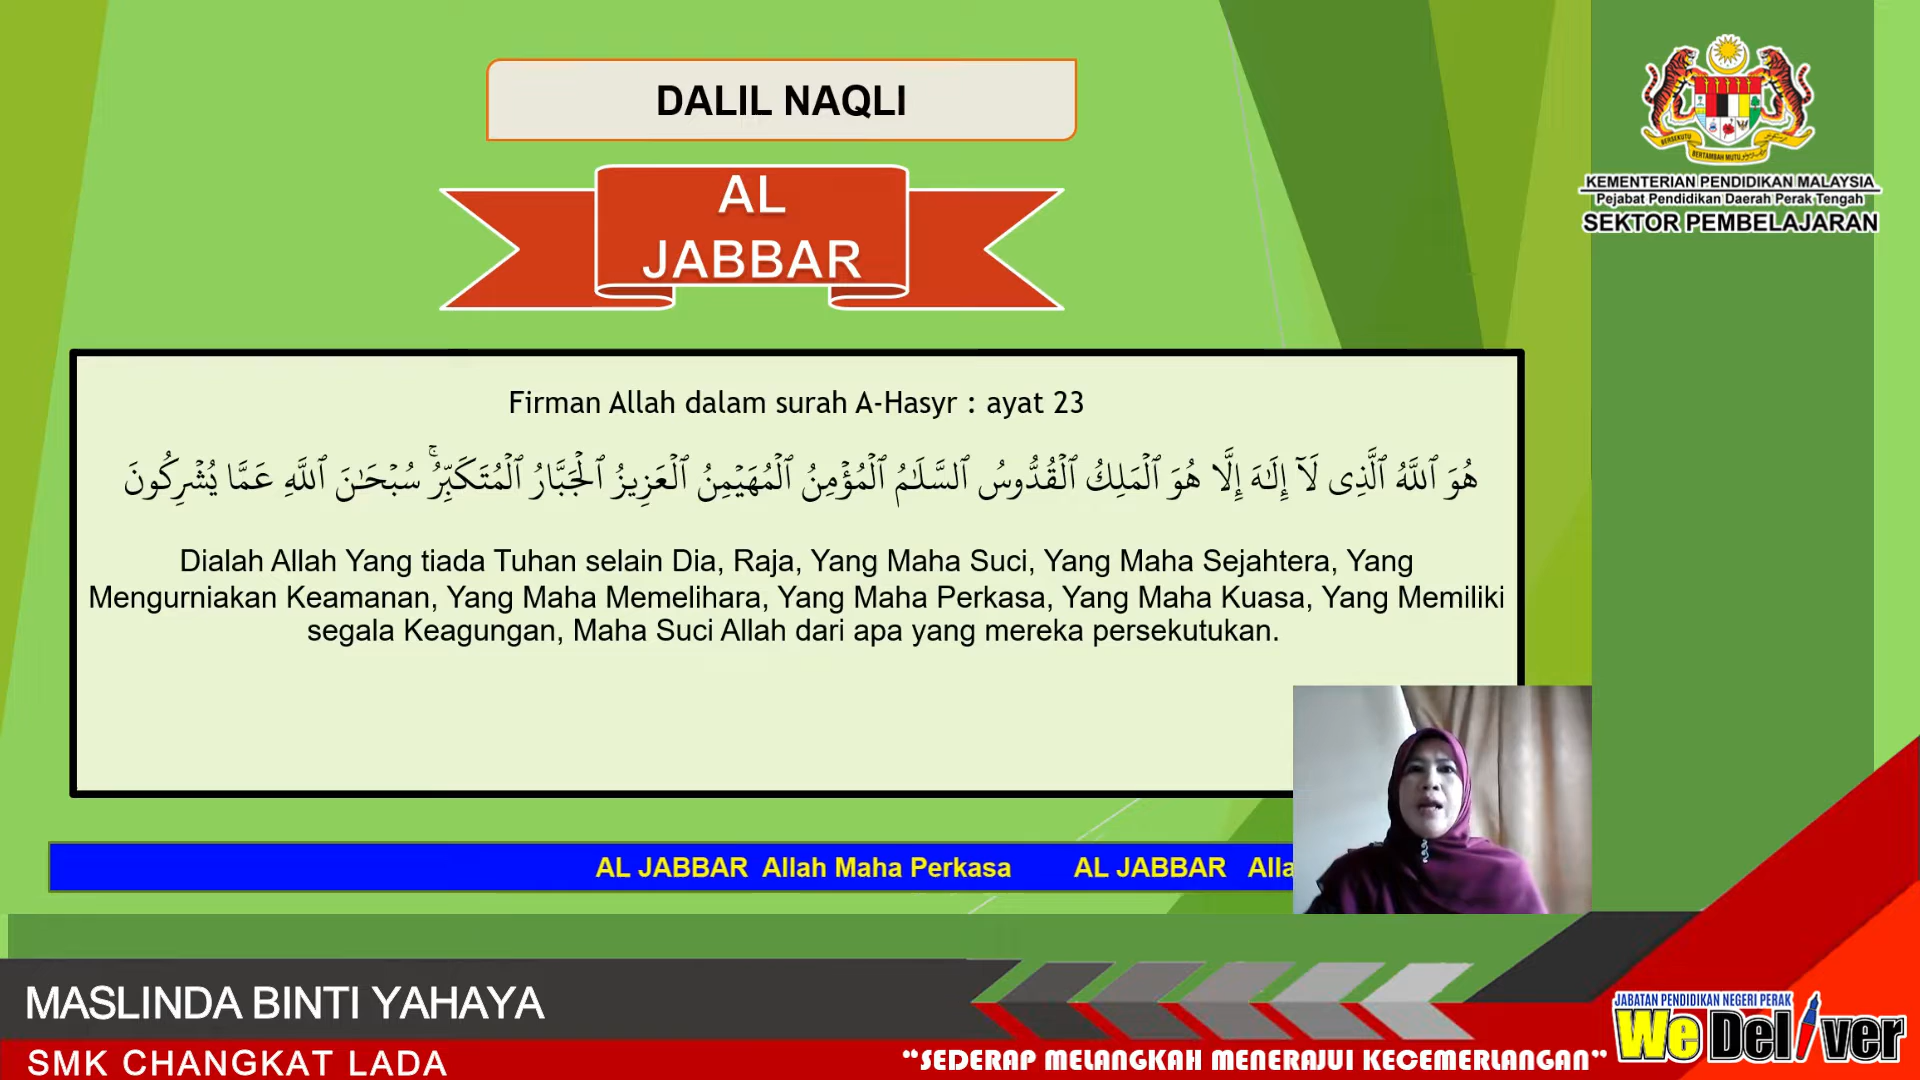 DALIL NAQLI
AL
JABBAR
Firman Allah dalam surah A-Hasyr : ayat 23
هُوَ ٱللَّهُ ٱلَّذِى لَآ إِلَـٰهَ إِلَّا هُوَ ٱلْمَلِكُ ٱلْقُدُّوسُ ٱلسَّلَـٰمُ ٱلْمُؤْمِنُ ٱلْمُهَيْمِنُ ٱلْعَزِيزُ ٱلْجَبَّارُ ٱلْمُتَكَبِّرُ ۚ سُبْحَـٰنَ ٱللَّهِ عَمَّا يُشْرِكُونَ
Dialah Allah Yang tiada Tuhan selain Dia, Raja, Yang Maha Suci, Yang Maha Sejahtera, Yang
Mengurniakan Keamanan, Yang Maha Memelihara, Yang Maha Perkasa, Yang Maha Kuasa, Yang Memiliki
segala Keagungan, Maha Suci Allah dari apa yang mereka persekutukan.
AL JABBAR Allah Maha Perkasa AL JABBAR Alla
KEMENTERIAN PENDIDIKAN MALAYSIA
Pejabat Pendidikan Daerah Perak Tengah
SEKTOR PEMBELAJARAN
MASLINDA BINTI YAHAYA
SMK CHANGKAT LADA
"SEDERAP MELANGKAH MENERAJUI KECEMERLANGAN"
JABATAN PENDIDIKAN NEGERI PERAK
We Deliver